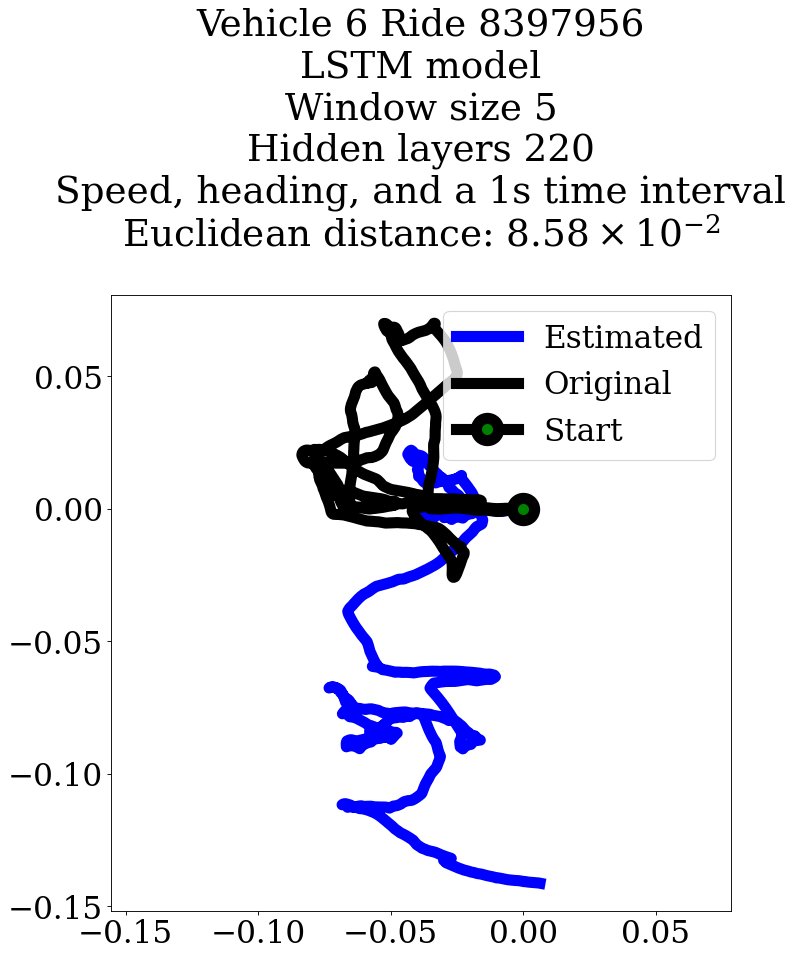 Vehicle 6 Ride 8397956
LSTM model
Window size 5
Hidden layers 220
Speed, heading, and a 1s time interval
Euclidean distance: 8.58 × 10⁻²
Estimated
Original
Start
0.05
0.00
−0.05
−0.10
−0.15
−0.15 −0.10 −0.05 0.00 0.05